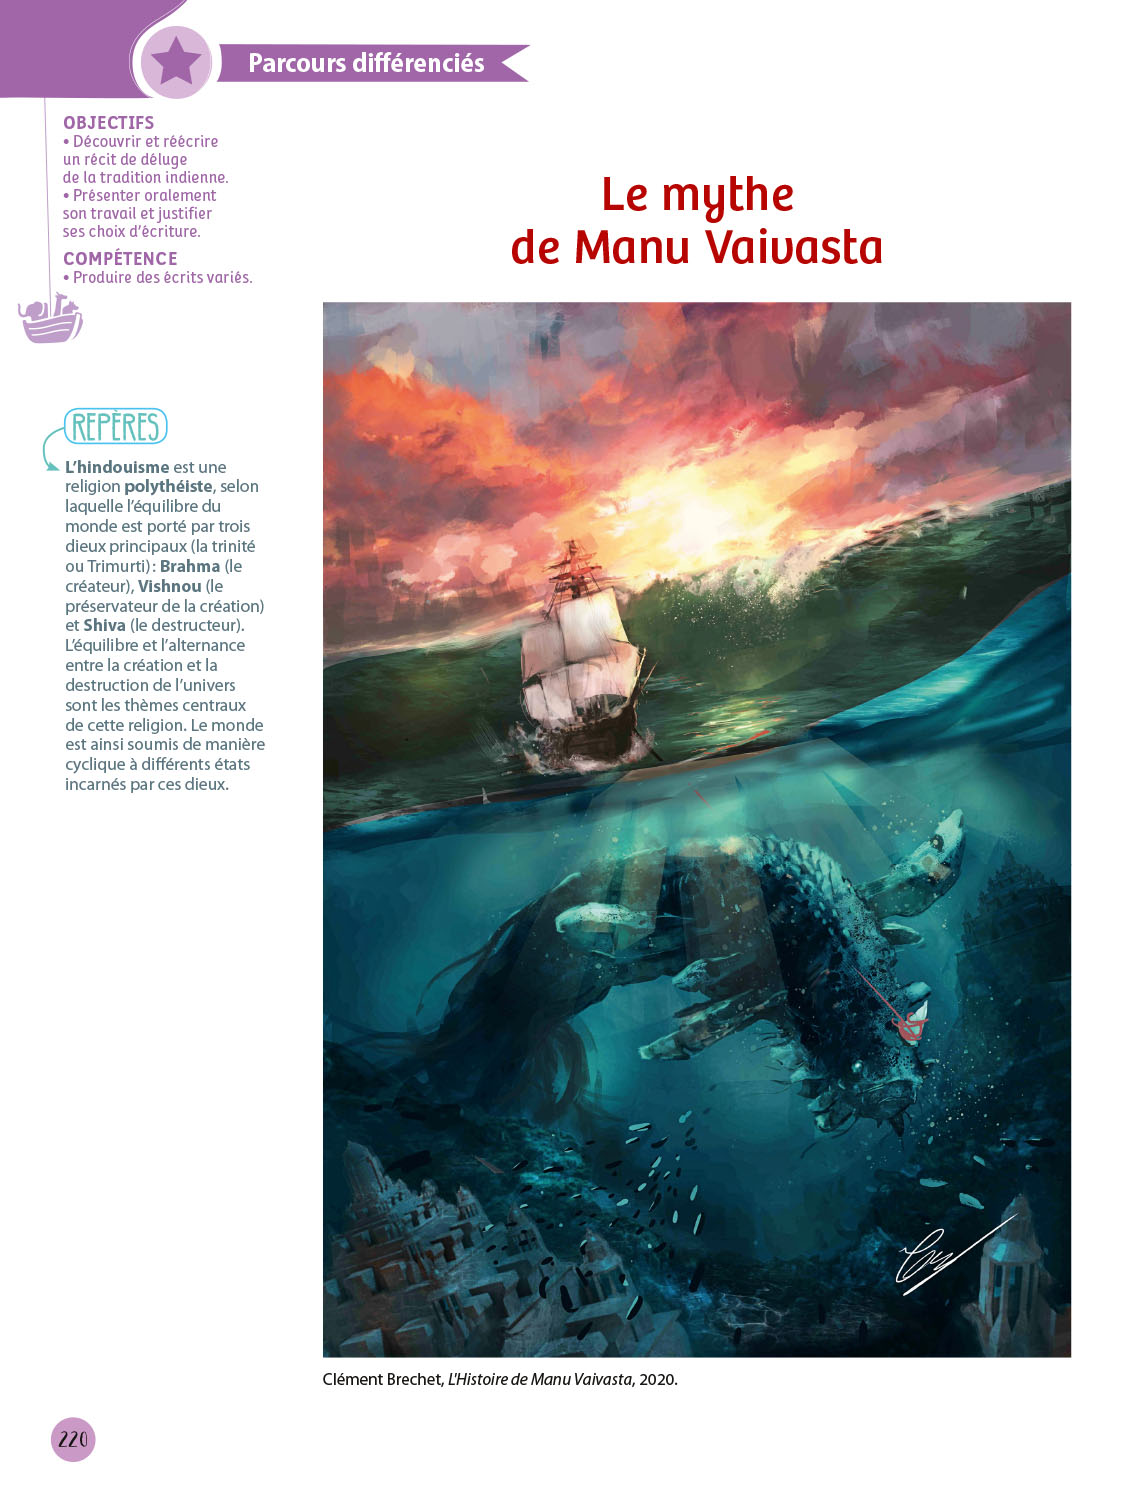 Parcours différenciés
OBJECTIFS
• Découvrir et réécrire
un récit de déluge
de la tradition indienne.
• Présenter oralement
son travail et justifier
ses choix d'écriture.
COMPÉTENCE
• Produire des écrits variés.
Le mythe
de Manu Vaivasta
REPÈRES
L'hindouisme est une
religion polythéiste, selon
laquelle l'équilibre du
monde est porté par trois
dieux principaux (la trinité
ou Trimurti) : Brahma (le
créateur), Vishnou (le
préservateur de la création)
et Shiva (le destructeur).
L'équilibre et l'alternance
entre la création et la
destruction de l'univers
sont les thèmes centraux
de cette religion. Le monde
est ainsi soumis de manière
cyclique à différents états
incarnés par ces dieux.
Clément Brechet, L'Histoire de Manu Vaivasta, 2020.
220